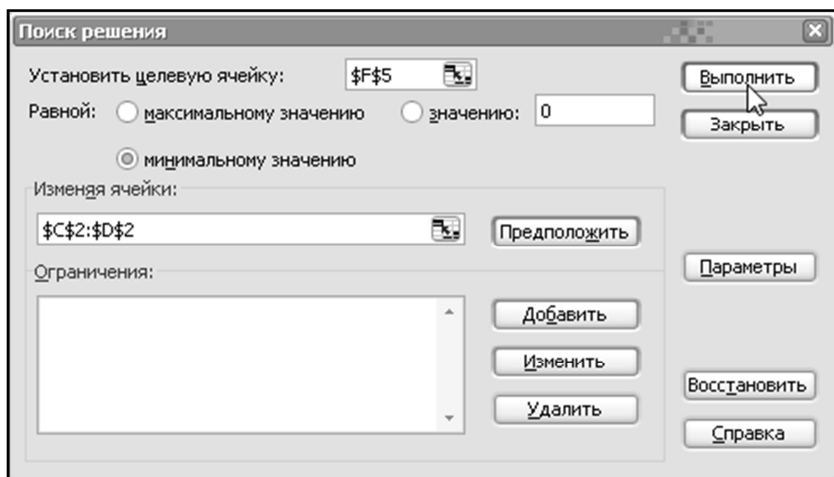 Поиск решения
Установить целевую ячейку: $F$5
Выполнить
Равной: максимальному значению значению: 0
Закрыть
минимальному значению
Изменяя ячейки:
$C$2:$D$2
Предположить
Ограничения:
Параметры
Добавить
Изменить
Восстановить
Удалить
Справка